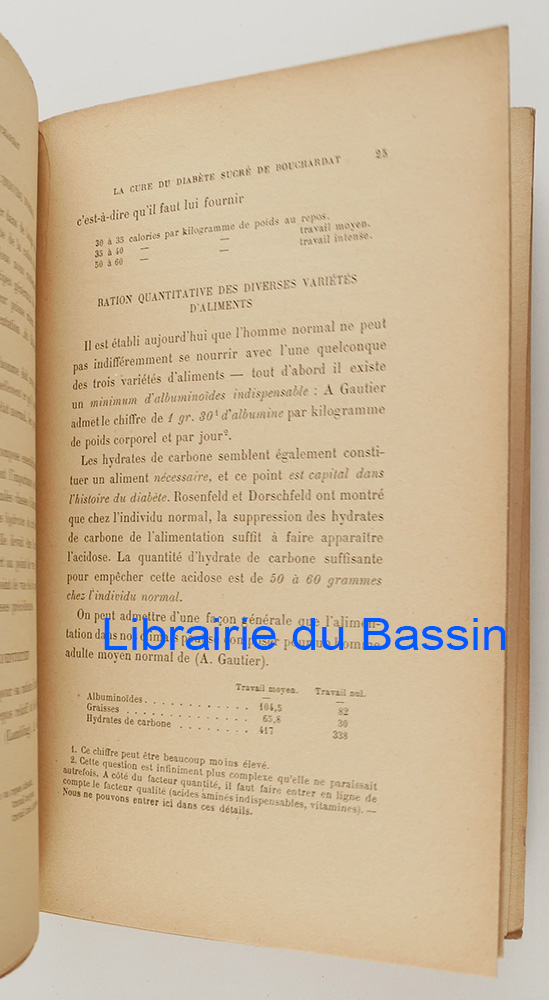 LA CURE DU DIABÈTE SUCRÉ DE BOUCHARDAT 25
c'est-à-dire qu'il faut lui fournir
30 à 35 calories par kilogramme de poids au repos.
35 à 40 — — travail moyen.
50 à 60 — — travail intense.
RATION QUANTITATIVE DES DIVERSES VARIÉTÉS
D'ALIMENTS
Il est établi aujourd'hui que l'homme normal ne peut
pas indifféremment se nourrir avec l'une quelconque
des trois variétés d'aliments — tout d'abord il existe
un minimum d'albuminoïdes indispensable : A Gautier
admet le chiffre de 1 gr. 30¹ d'albumine par kilogramme
de poids corporel et par jour².
Les hydrates de carbone semblent également consti-
tuer un aliment nécessaire, et ce point est capital dans
l'histoire du diabète. Rosenfeld et Dorschfeld ont montré
que chez l'individu normal, la suppression des hydrates
de carbone de l'alimentation suffit à faire apparaître
l'acidose. La quantité d'hydrate de carbone suffisante
pour empêcher cette acidose est de 50 à 60 grammes
chez l'individu normal.
On peut admettre d'une façon générale que l'alimen-
tation dans nos climats pour un homme
Librairie du Bassin
adulte moyen normal de (A. Gautier).
Travail moyen. Travail nul.
— —
Albuminoïdes. . . . . . . . . . . 104,5 82
Graisses . . . . . . . . . . . . 65,8 30
Hydrates de carbone . . . . . . . . 417 338
1. Ce chiffre peut être beaucoup moins élevé.
2. Cette question est infiniment plus complexe qu'elle ne paraissait
autrefois. A côté du facteur quantité, il faut faire entrer en ligne de
compte le facteur qualité (acides aminés indispensables, vitamines). —
Nous ne pouvons entrer ici dans ces détails.